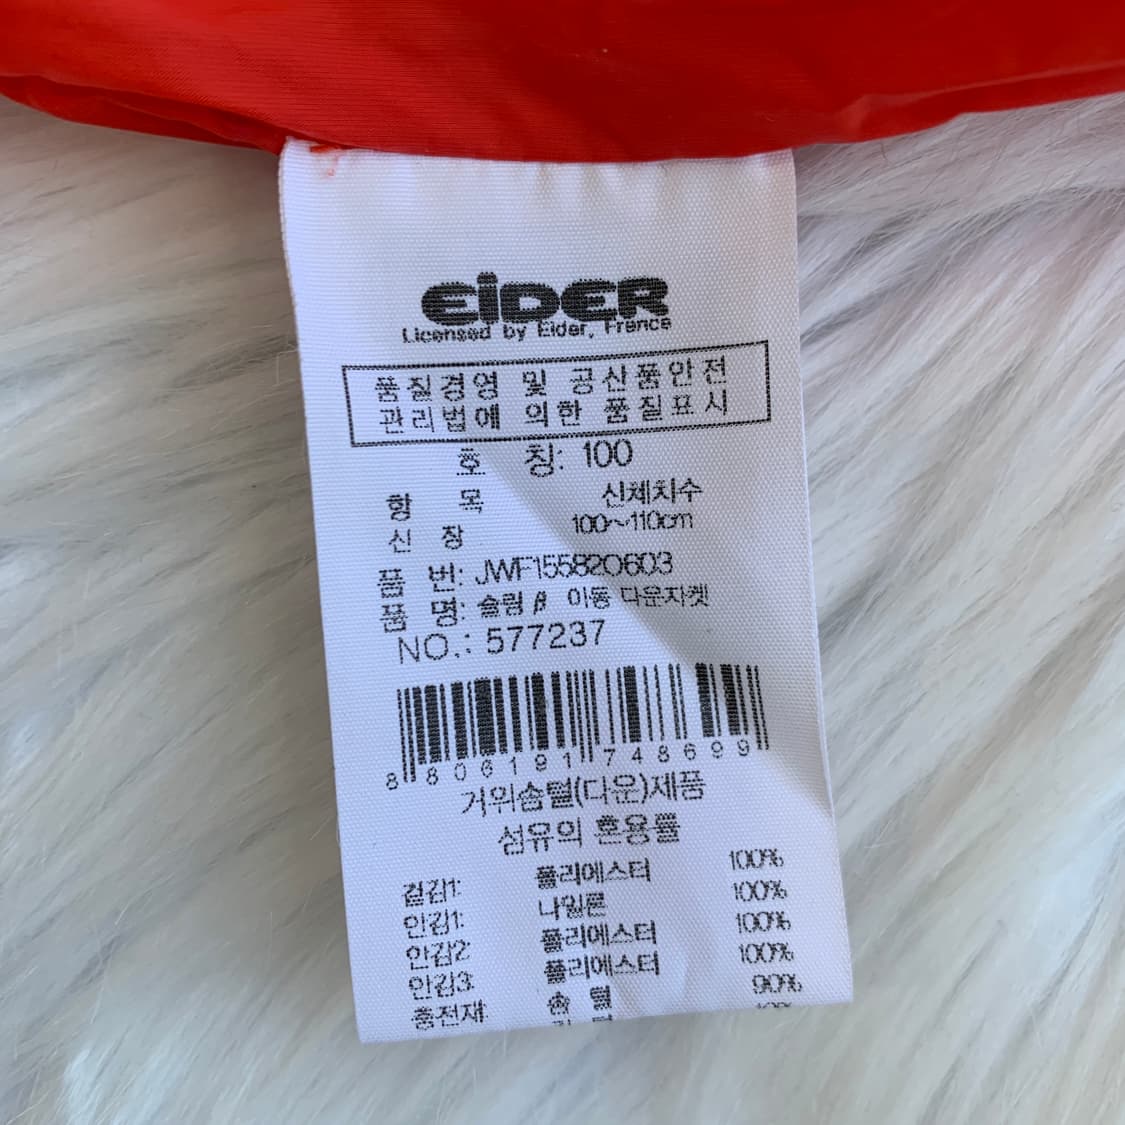 EiDER
Licensed by Eider, France
품질경영 및 공산품안전
관리법에 의한 품질표시
호 칭: 100
항 목 신체치수
신 장 100~110cm
품 번: JWF15582O603
품 명: 슬림 β 아동 다운자켓
NO.: 577237
8 806191 748699
거위솜털(다운)제품
섬유의 혼용률
겉감1: 폴리에스터 100%
안감1: 나일론 100%
안감2: 폴리에스터 100%
안감3: 폴리에스터 100%
충전재: 솜 털 90%